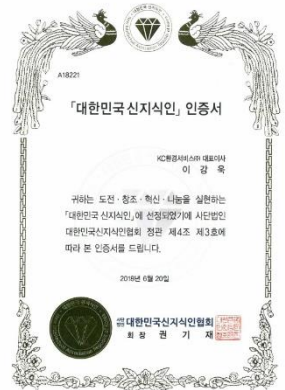 A18221
「대한민국 신지식인」 인증서
KC환경서비스㈜ 대표이사
이 강 욱
귀하는 도전 · 창조 · 혁신 · 나눔을 실현하는
「대한민국 신지식인」에 선정되었기에 사단법인
대한민국신지식인협회 정관 제4조 제3호에
따라 본 인증서를 드립니다.
2018년 6월 20일
사단법인 대한민국신지식인협회
회 장 권 기 재